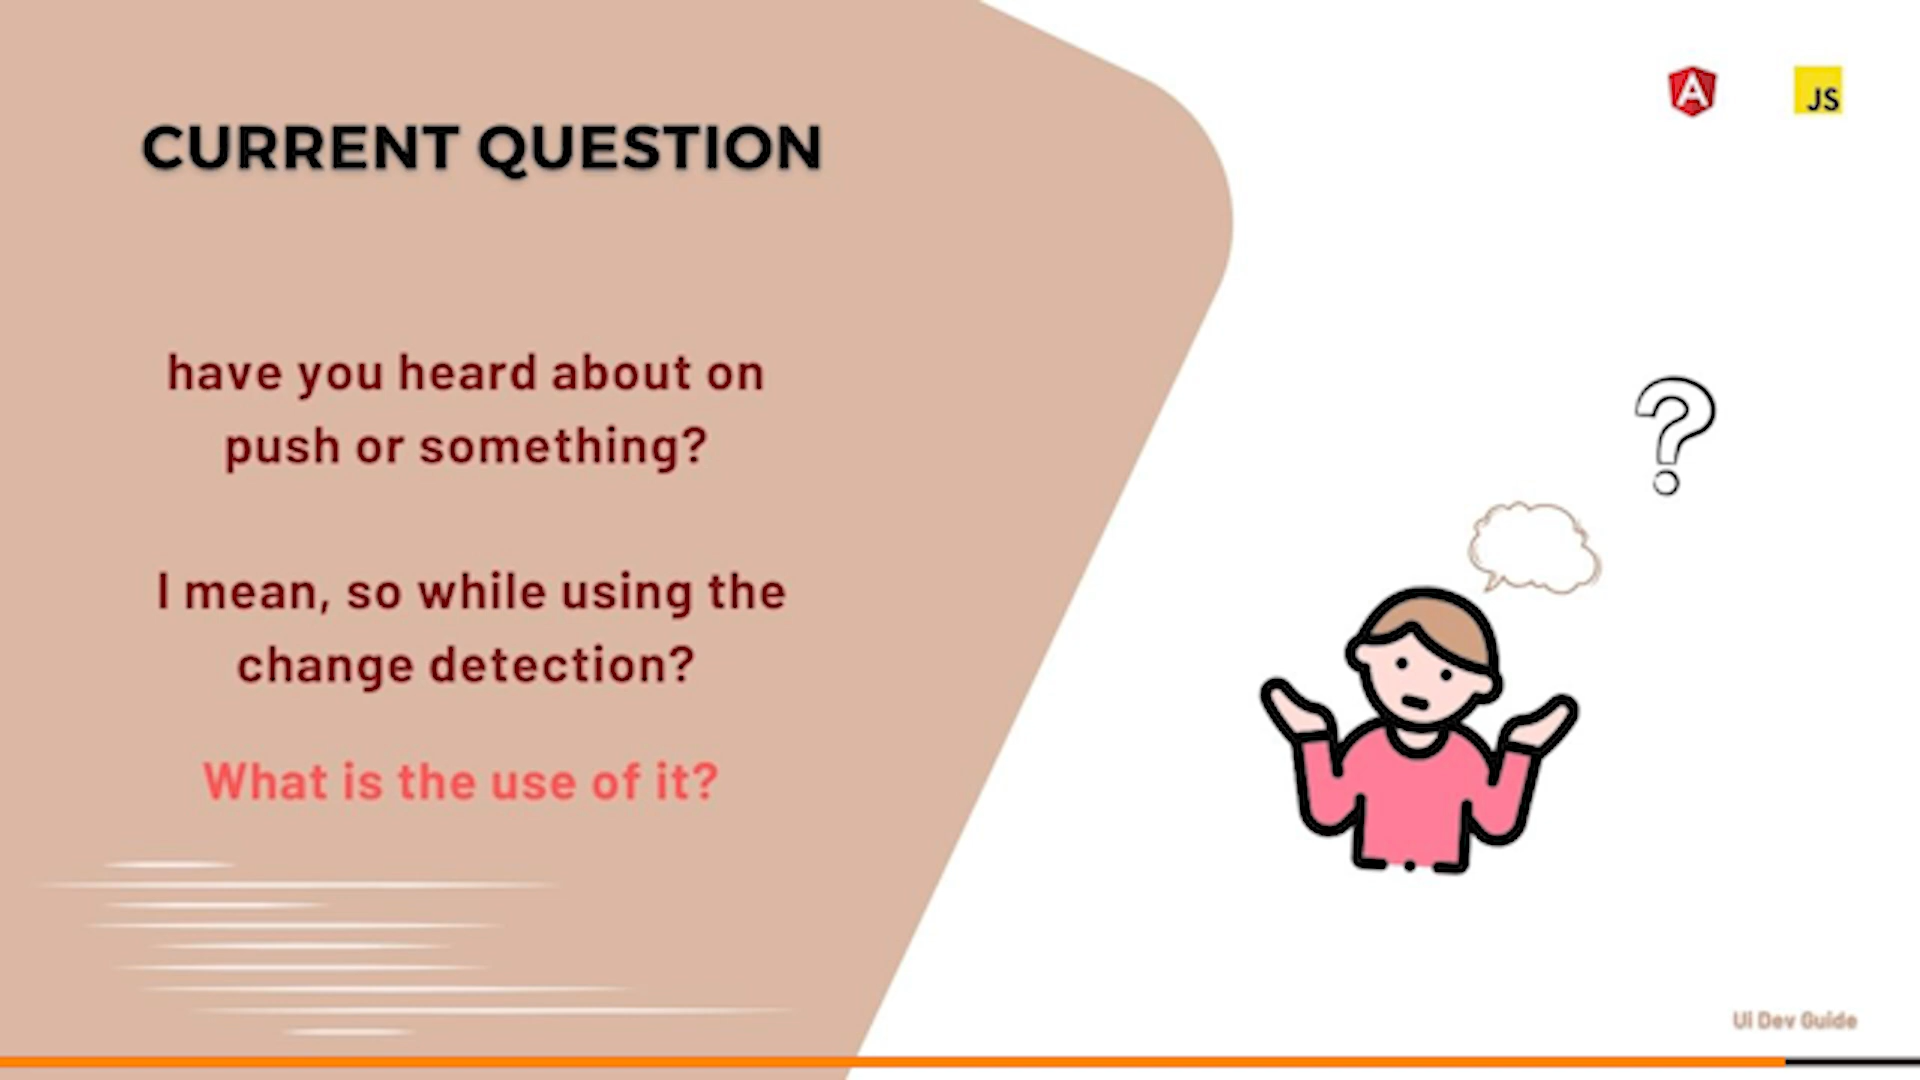 CURRENT QUESTION
JS
have you heard about on
push or something?
I mean, so while using the
change detection?
What is the use of it?
?
Ui Dev Guide